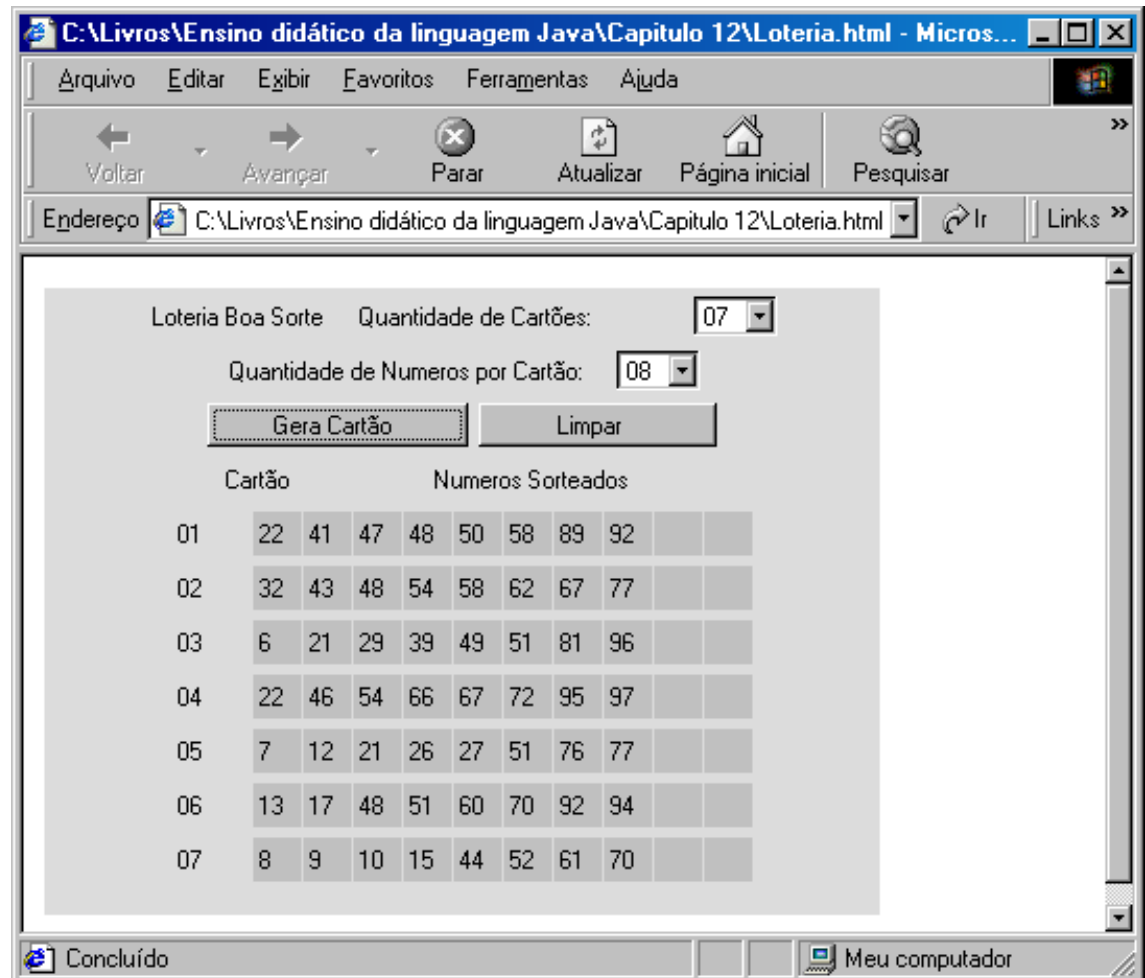 C:\Livros\Ensino didático da linguagem Java\Capitulo 12\Loteria.html - Micros...
Arquivo Editar Exibir Favoritos Ferramentas Ajuda
Voltar Avançar Parar Atualizar Página inicial Pesquisar »
Endereço C:\Livros\Ensino didático da linguagem Java\Capitulo 12\Loteria.html Ir Links »
Loteria Boa Sorte Quantidade de Cartões: 07
Quantidade de Numeros por Cartão: 08
Gera Cartão Limpar
Cartão Numeros Sorteados
01 22 41 47 48 50 58 89 92
02 32 43 48 54 58 62 67 77
03 6 21 29 39 49 51 81 96
04 22 46 54 66 67 72 95 97
05 7 12 21 26 27 51 76 77
06 13 17 48 51 60 70 92 94
07 8 9 10 15 44 52 61 70
Concluído Meu computador